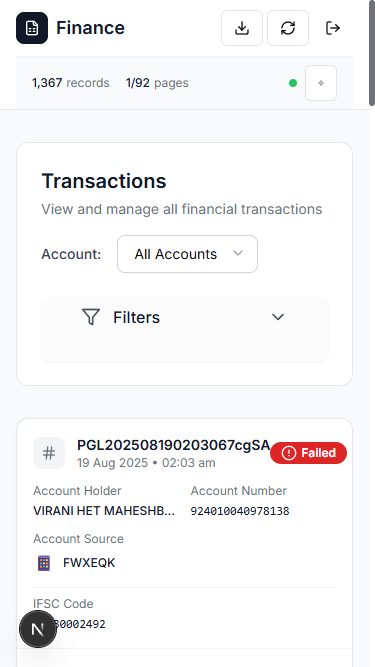 Finance
1,367 records 1/92 pages
Transactions
View and manage all financial transactions
Account: All Accounts
Filters
PGL202508190203067cgSA
Failed
19 Aug 2025 • 02:03 am
Account Holder Account Number
VIRANI HET MAHESHB... 924010040978138
Account Source
FWXEQK
IFSC Code
0002492
N